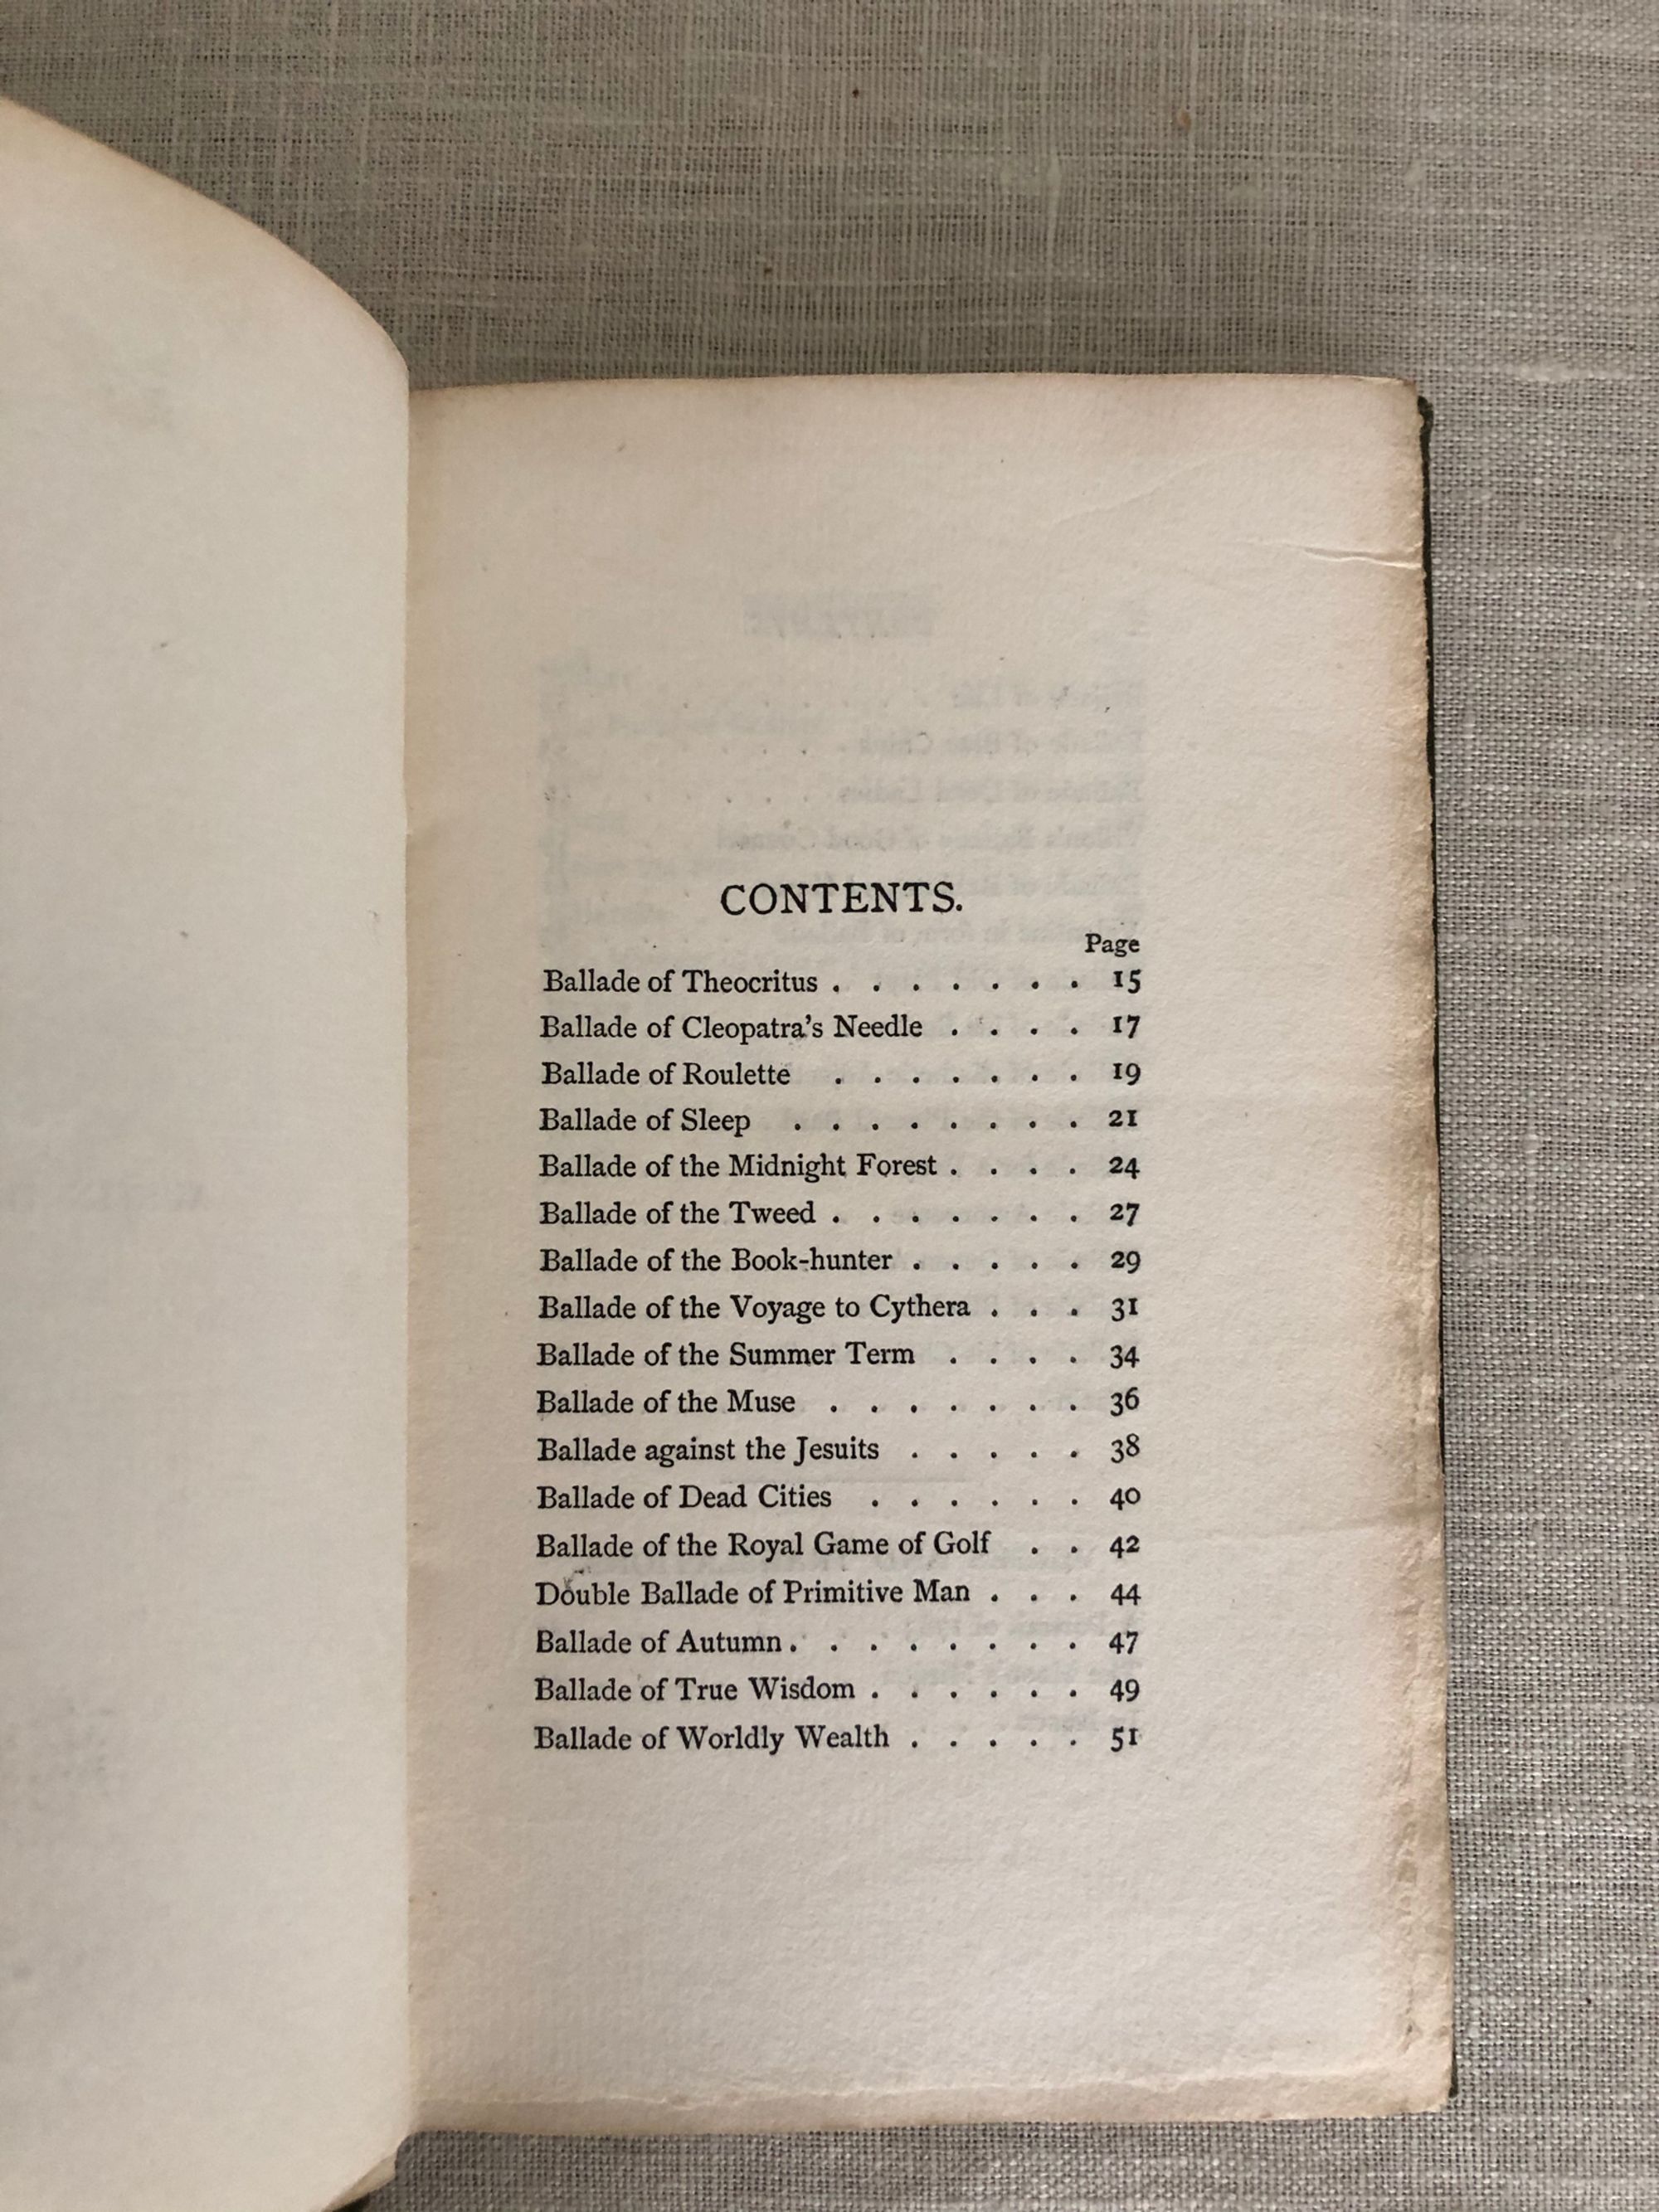 CONTENTS.
Page
Ballade of Theocritus . . . . . . . 15
Ballade of Cleopatra's Needle . . . . 17
Ballade of Roulette . . . . . . . 19
Ballade of Sleep . . . . . . . . 21
Ballade of the Midnight Forest . . . . 24
Ballade of the Tweed . . . . . . . 27
Ballade of the Book-hunter . . . . . 29
Ballade of the Voyage to Cythera . . . 31
Ballade of the Summer Term . . . . 34
Ballade of the Muse . . . . . . . 36
Ballade against the Jesuits . . . . . 38
Ballade of Dead Cities . . . . . . 40
Ballade of the Royal Game of Golf . . 42
Double Ballade of Primitive Man . . . 44
Ballade of Autumn . . . . . . . . 47
Ballade of True Wisdom . . . . . . 49
Ballade of Worldly Wealth . . . . . 51